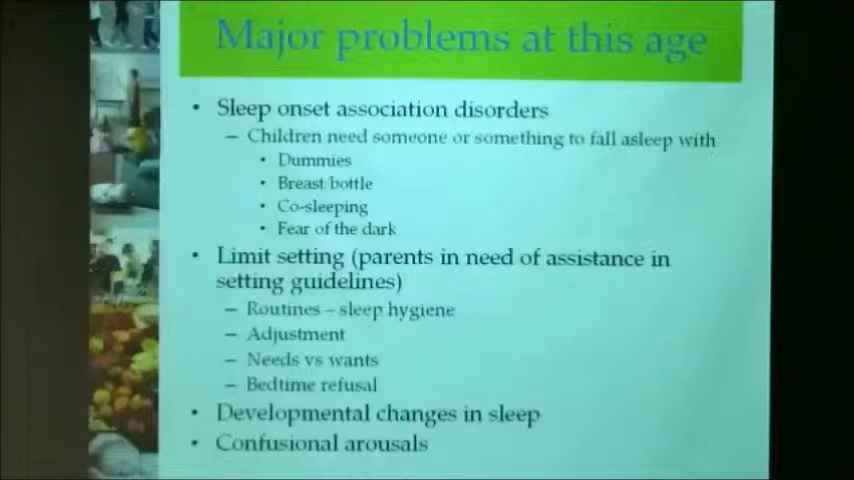 Major problems at this age
• Sleep onset association disorders
– Children need someone or something to fall asleep with
• Dummies
• Breast/bottle
• Co-sleeping
• Fear of the dark
• Limit setting (parents in need of assistance in
setting guidelines)
– Routines – sleep hygiene
– Adjustment
– Needs vs wants
– Bedtime refusal
• Developmental changes in sleep
• Confusional arousals